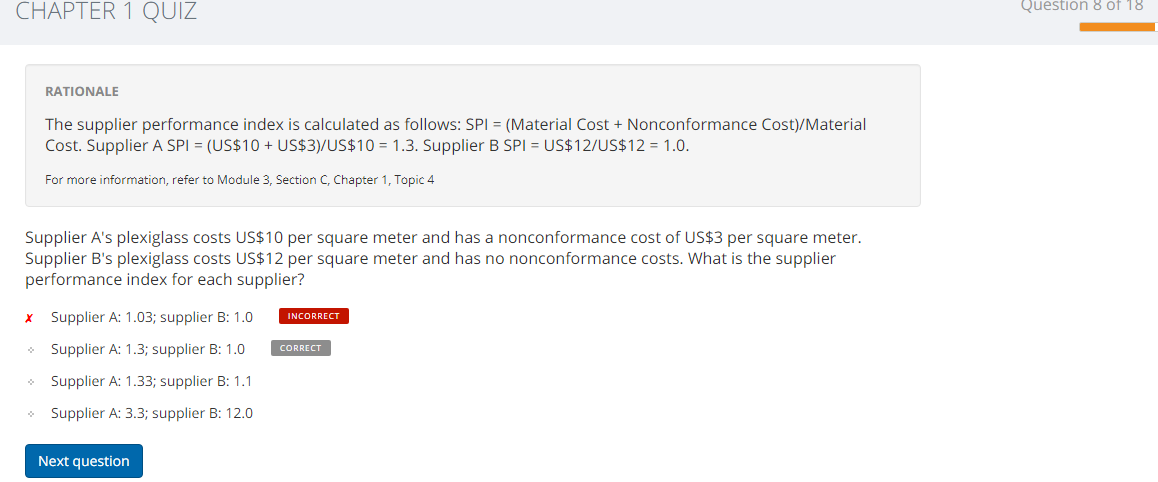 CHAPTER 1 QUIZ
Question 8 of 18
RATIONALE
The supplier performance index is calculated as follows: SPI = (Material Cost + Nonconformance Cost)/Material
Cost. Supplier A SPI = (US$10 + US$3)/US$10 = 1.3. Supplier B SPI = US$12/US$12 = 1.0.
For more information, refer to Module 3, Section C, Chapter 1, Topic 4
Supplier A's plexiglass costs US$10 per square meter and has a nonconformance cost of US$3 per square meter.
Supplier B's plexiglass costs US$12 per square meter and has no nonconformance costs. What is the supplier
performance index for each supplier?
✗ Supplier A: 1.03; supplier B: 1.0 INCORRECT
Supplier A: 1.3; supplier B: 1.0 CORRECT
Supplier A: 1.33; supplier B: 1.1
Supplier A: 3.3; supplier B: 12.0
Next question